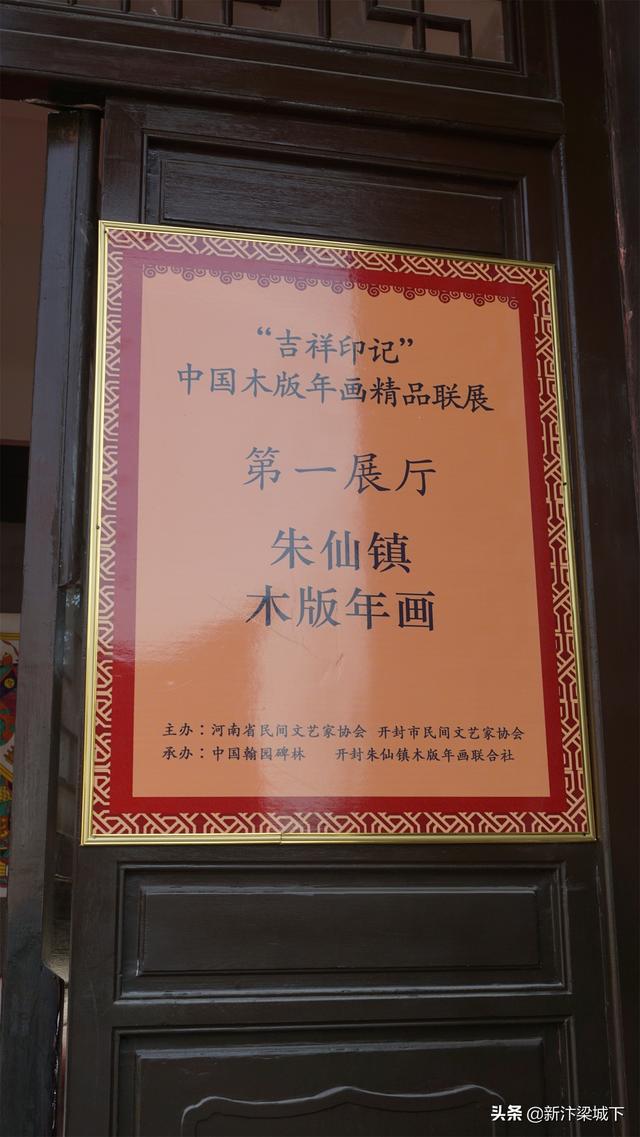 “吉祥印记”
中国木版年画精品联展
第一展厅
朱仙镇
木版年画
主办：河南省民间文艺家协会 开封市民间文艺家协会
承办：中国翰园碑林 开封朱仙镇木版年画联合社
头条 @新汴梁城下